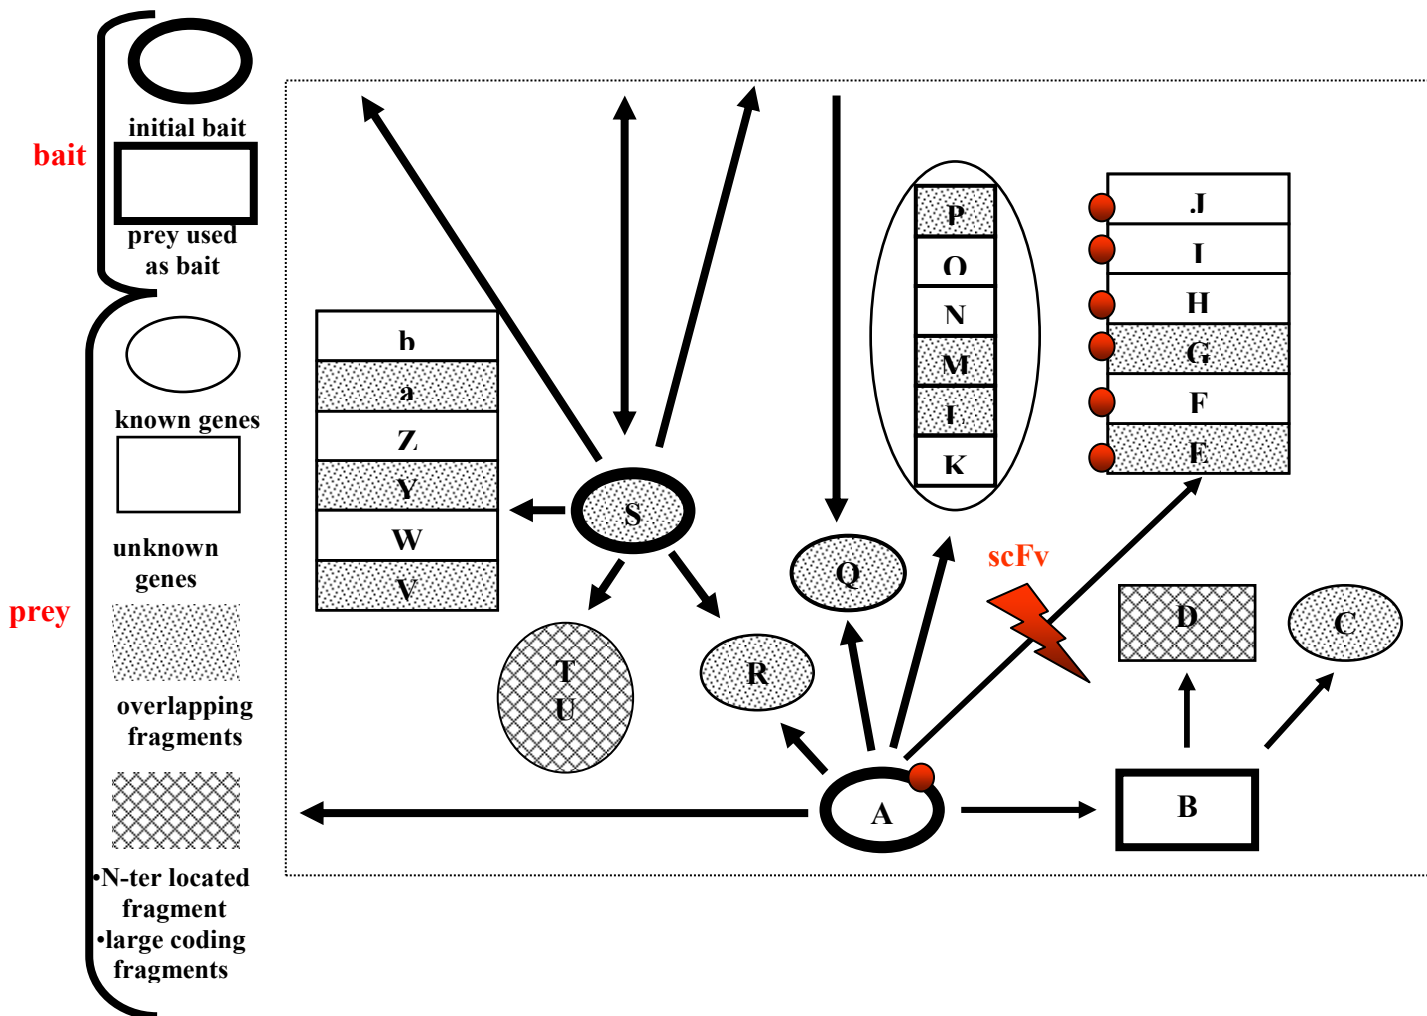 initial bait
bait
prey used
as bait
known genes
unknown
genes
prey
overlapping
fragments
•N-ter located
fragment
•large coding
fragments
b
a
Z
Y
W
V
S
T
U
R
Q
P
O
N
M
L
K
J
I
H
G
F
E
scFv
D
C
A
B